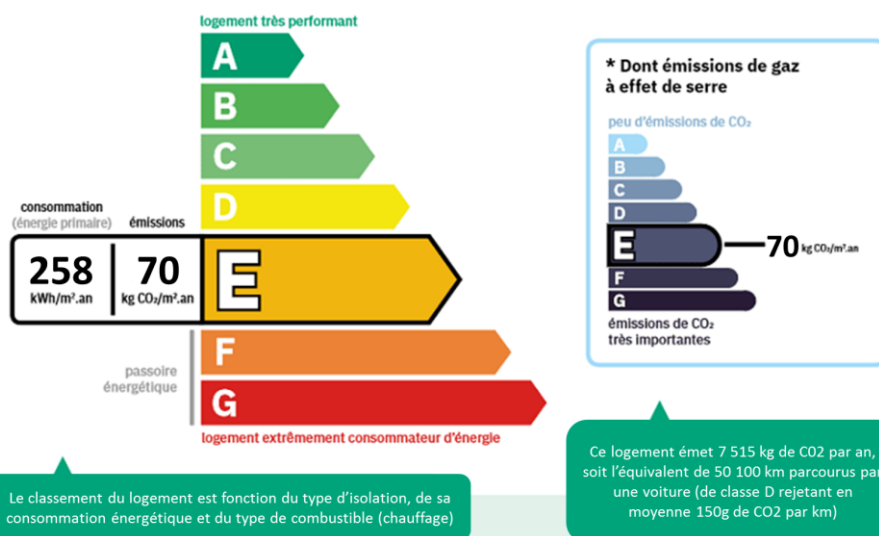 logement très performant
A
B
C
D
consommation
(énergie primaire) émissions
258 70
kWh/m².an kg CO₂/m².an
E
F
passoire
énergétique
G
logement extrêmement consommateur d'énergie
Le classement du logement est fonction du type d'isolation, de sa
consommation énergétique et du type de combustible (chauffage)
* Dont émissions de gaz
à effet de serre
peu d'émissions de CO₂
A
B
C
D
E 70 kg CO₂/m².an
F
G
émissions de CO₂
très importantes
Ce logement émet 7 515 kg de C02 par an,
soit l'équivalent de 50 100 km parcourus par
une voiture (de classe D rejetant en
moyenne 150g de CO2 par km)